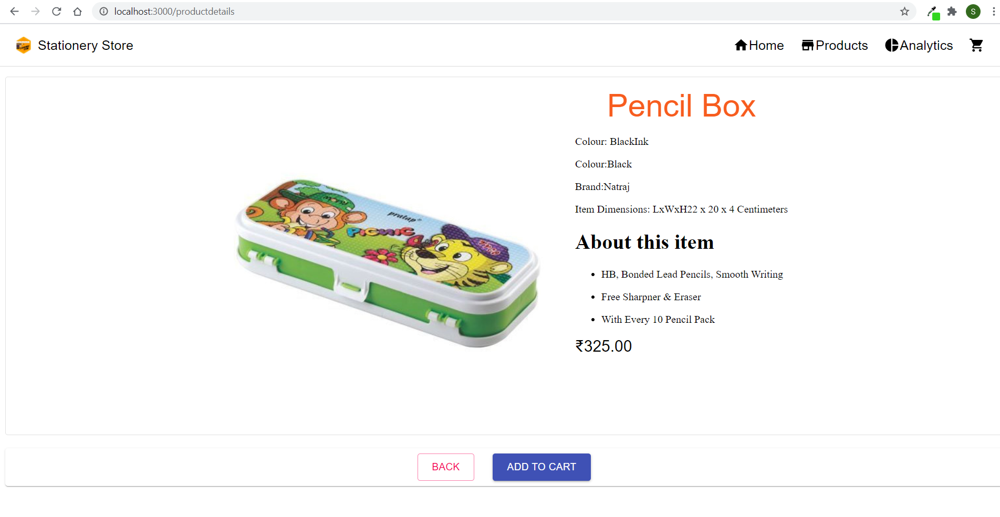 localhost:3000/productdetails
S
Stationery Store
Home Products Analytics
Pencil Box
Colour: BlackInk
Colour:Black
Brand:Natraj
Item Dimensions: LxWxH22 x 20 x 4 Centimeters
pratap®
PICNIC
About this item
HB, Bonded Lead Pencils, Smooth Writing
Free Sharpner & Eraser
With Every 10 Pencil Pack
₹325.00
BACK ADD TO CART